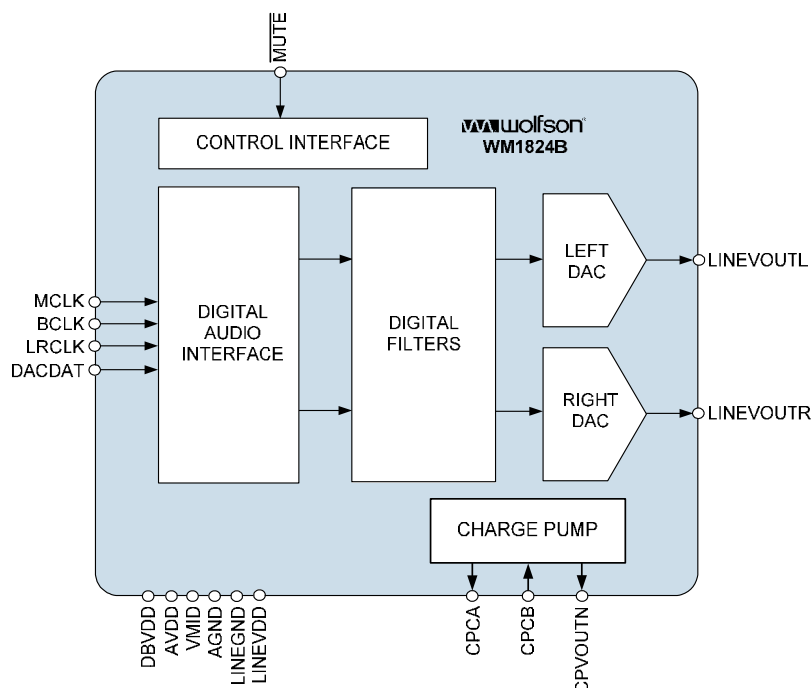 MUTE
CONTROL INTERFACE
wolfson
WM1824B
MCLK
BCLK
LRCLK
DACDAT
DIGITAL
AUDIO
INTERFACE
DIGITAL
FILTERS
LEFT
DAC
LINEVOUTL
RIGHT
DAC
LINEVOUTR
CHARGE PUMP
DBVDD
AVDD
VMID
AGND
LINEGND
LINEVDD
CPCA
CPCB
CPVOUTN